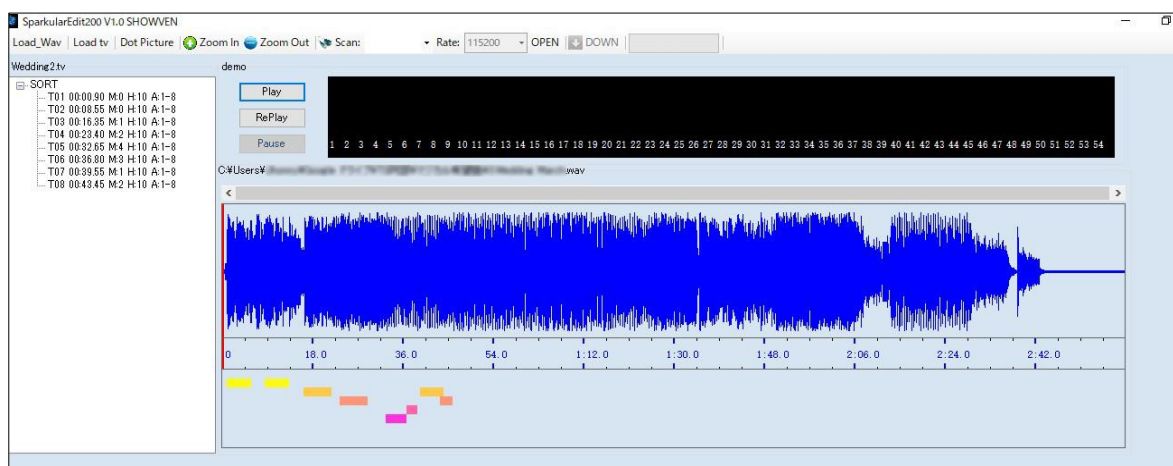 SparkularEdit200 V1.0 SHOWVEN
Load_Wav Load tv Dot Picture Zoom In Zoom Out Scan: Rate: 115200 OPEN DOWN
Wedding2.tv
SORT
T01 00:00.90 M:0 H:10 A:1-8
T02 00:08.55 M:0 H:10 A:1-8
T03 00:16.35 M:1 H:10 A:1-8
T04 00:23.40 M:2 H:10 A:1-8
T05 00:32.65 M:4 H:10 A:1-8
T06 00:36.80 M:3 H:10 A:1-8
T07 00:39.55 M:1 H:10 A:1-8
T08 00:43.45 M:2 H:10 A:1-8
demo
Play
RePlay
Pause
1 2 3 4 5 6 7 8 9 10 11 12 13 14 15 16 17 18 19 20 21 22 23 24 25 26 27 28 29 30 31 32 33 34 35 36 37 38 39 40 41 42 43 44 45 46 47 48 49 50 51 52 53 54
C:¥Users¥ .wav
0 18.0 36.0 54.0 1:12.0 1:30.0 1:48.0 2:06.0 2:24.0 2:42.0